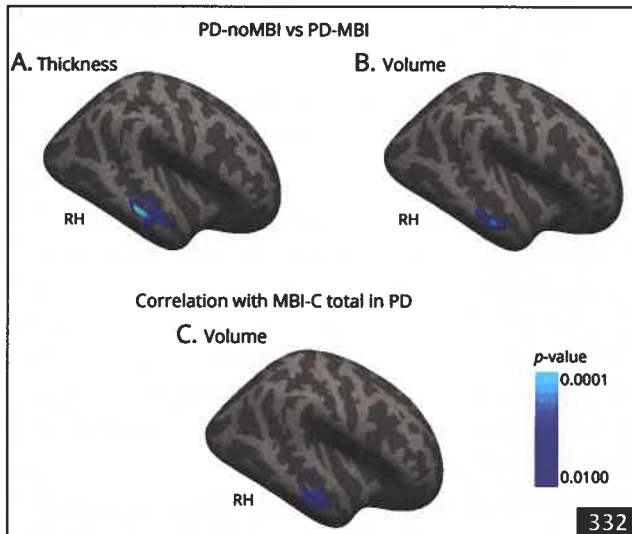 PD-noMBI vs PD-MBI
A. Thickness
B. Volume
RH
RH
Correlation with MBI-C total in PD
C. Volume
p-value
0.0001
0.0100
RH
332